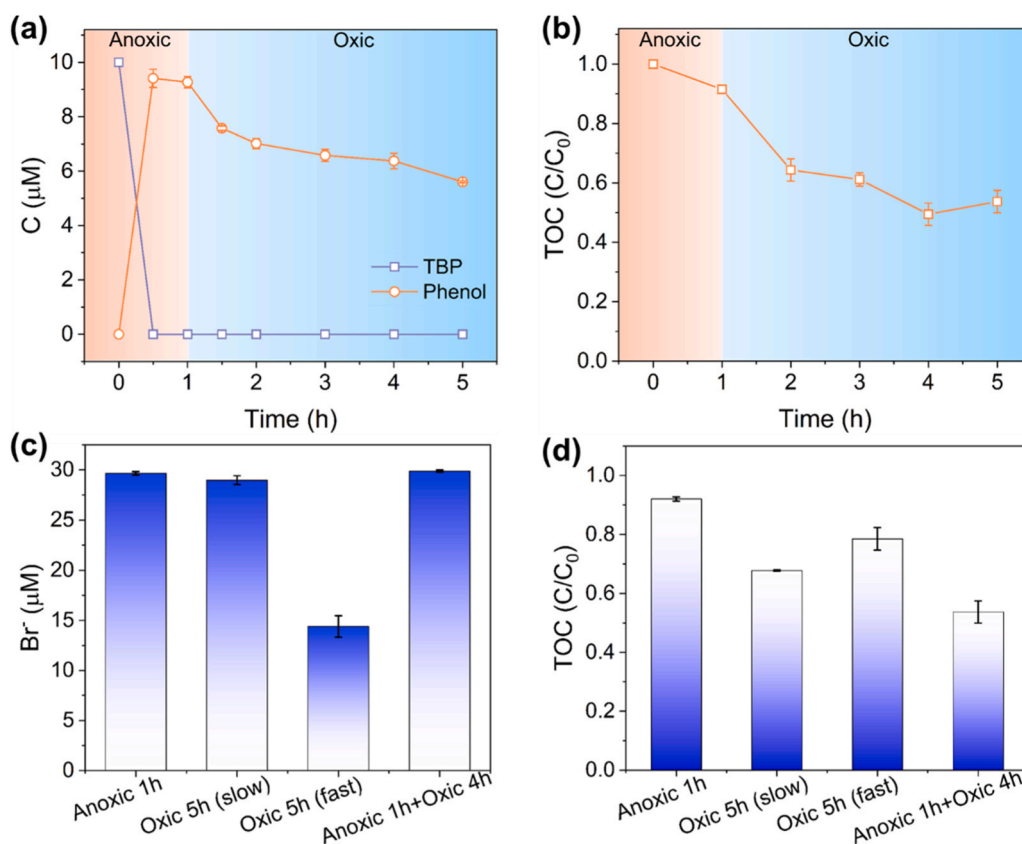 (a)
Anoxic
Oxic
10
8
6
4
2
0
C (μM)
TBP
Phenol
0 1 2 3 4 5
Time (h)
(b)
Anoxic
Oxic
1.0
0.8
0.6
0.4
0.2
0.0
TOC (C/C₀)
0 1 2 3 4 5
Time (h)
(c)
30
25
20
15
10
5
0
Br⁻ (μM)
Anoxic 1h
Oxic 5h (slow)
Oxic 5h (fast)
Anoxic 1h+Oxic 4h
(d)
1.0
0.8
0.6
0.4
0.2
0.0
TOC (C/C₀)
Anoxic 1h
Oxic 5h (slow)
Oxic 5h (fast)
Anoxic 1h+Oxic 4h